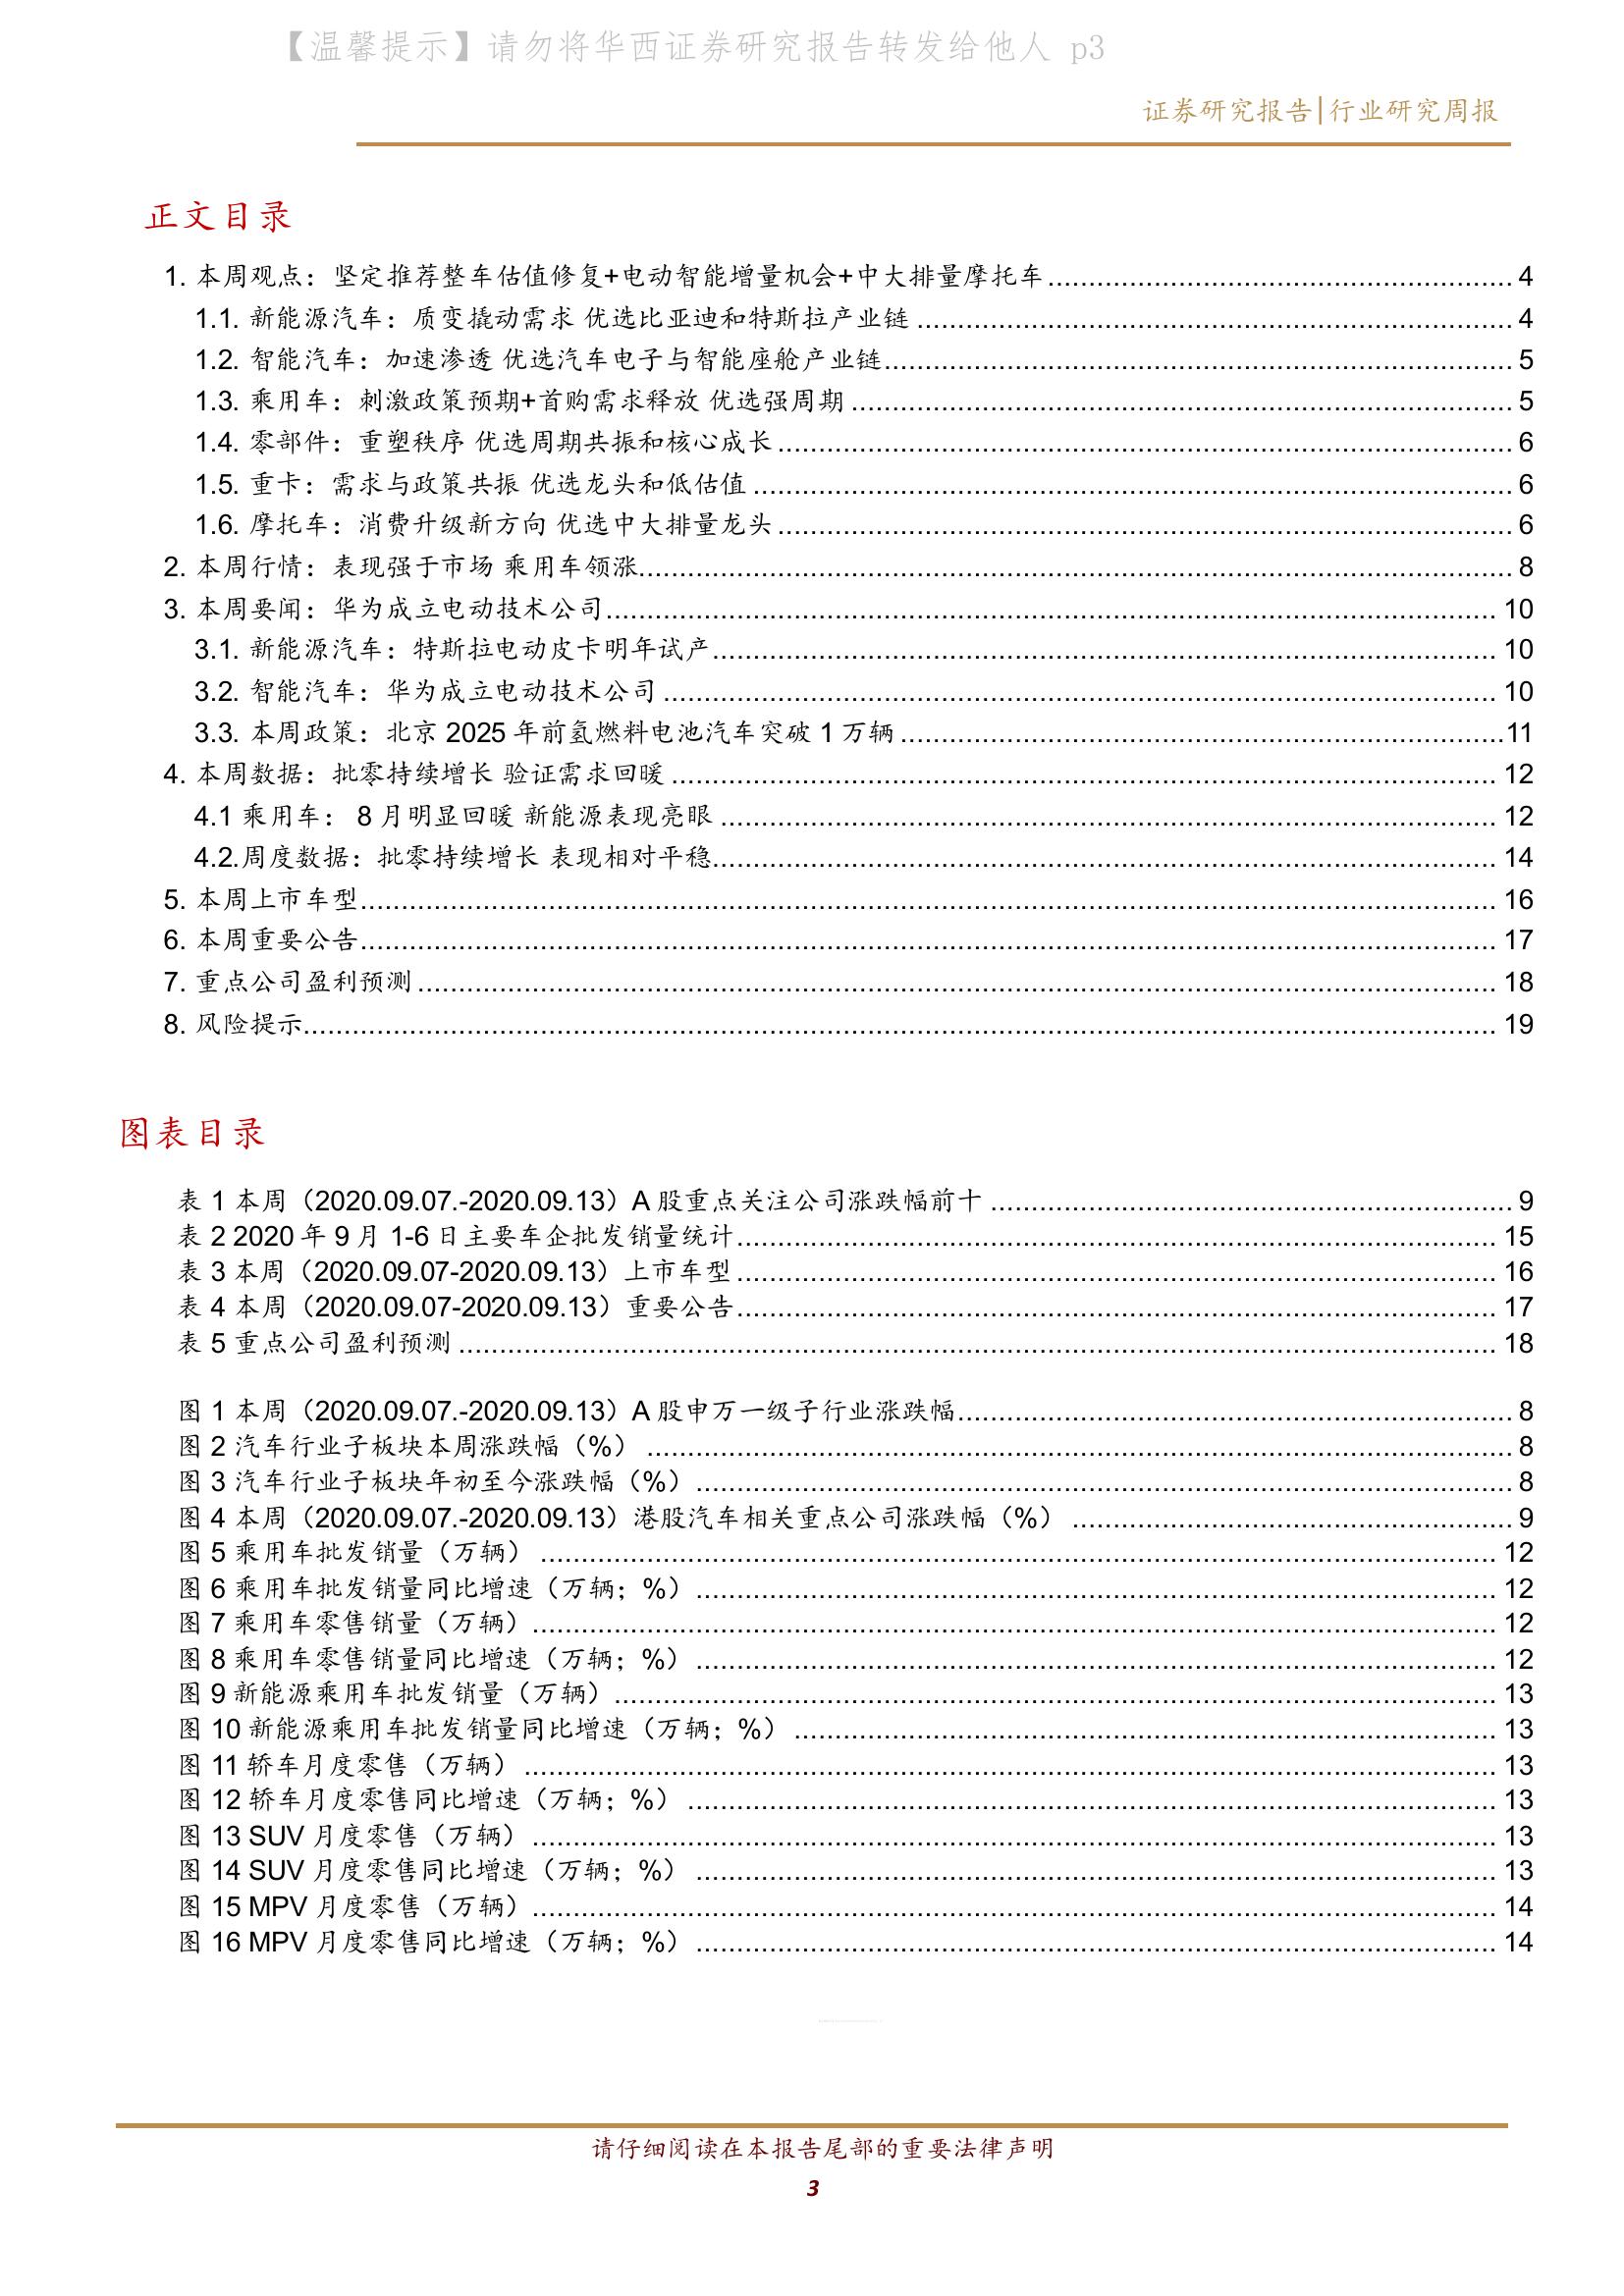 【温馨提示】请勿将华西证券研究报告转发给他人 p3
证券研究报告|行业研究周报
正文目录
1. 本周观点：坚定推荐整车估值修复+电动智能增量机会+中大排量摩托车 4
1.1. 新能源汽车：质变撬动需求 优选比亚迪和特斯拉产业链 4
1.2. 智能汽车：加速渗透 优选汽车电子与智能座舱产业链 5
1.3. 乘用车：刺激政策预期+首购需求释放 优选强周期 5
1.4. 零部件：重塑秩序 优选周期共振和核心成长 6
1.5. 重卡：需求与政策共振 优选龙头和低估值 6
1.6. 摩托车：消费升级新方向 优选中大排量龙头 6
2. 本周行情：表现强于市场 乘用车领涨 8
3. 本周要闻：华为成立电动技术公司 10
3.1. 新能源汽车：特斯拉电动皮卡明年试产 10
3.2. 智能汽车：华为成立电动技术公司 10
3.3. 本周政策：北京 2025 年前氢燃料电池汽车突破 1 万辆 11
4. 本周数据：批零持续增长 验证需求回暖 12
4.1 乘用车： 8 月明显回暖 新能源表现亮眼 12
4.2.周度数据：批零持续增长 表现相对平稳 14
5. 本周上市车型 16
6. 本周重要公告 17
7. 重点公司盈利预测 18
8. 风险提示 19
图表目录
表 1 本周（2020.09.07.-2020.09.13）A 股重点关注公司涨跌幅前十 9
表 2 2020 年 9 月 1-6 日主要车企批发销量统计 15
表 3 本周（2020.09.07-2020.09.13）上市车型 16
表 4 本周（2020.09.07-2020.09.13）重要公告 17
表 5 重点公司盈利预测 18
图 1 本周（2020.09.07.-2020.09.13）A 股申万一级子行业涨跌幅 8
图 2 汽车行业子板块本周涨跌幅（%） 8
图 3 汽车行业子板块年初至今涨跌幅（%） 8
图 4 本周（2020.09.07.-2020.09.13）港股汽车相关重点公司涨跌幅（%） 9
图 5 乘用车批发销量（万辆） 12
图 6 乘用车批发销量同比增速（万辆；%） 12
图 7 乘用车零售销量（万辆） 12
图 8 乘用车零售销量同比增速（万辆；%） 12
图 9 新能源乘用车批发销量（万辆） 13
图 10 新能源乘用车批发销量同比增速（万辆；%） 13
图 11 轿车月度零售（万辆） 13
图 12 轿车月度零售同比增速（万辆；%） 13
图 13 SUV 月度零售（万辆） 13
图 14 SUV 月度零售同比增速（万辆；%） 13
图 15 MPV 月度零售（万辆） 14
图 16 MPV 月度零售同比增速（万辆；%） 14
请仔细阅读在本报告尾部的重要法律声明
3